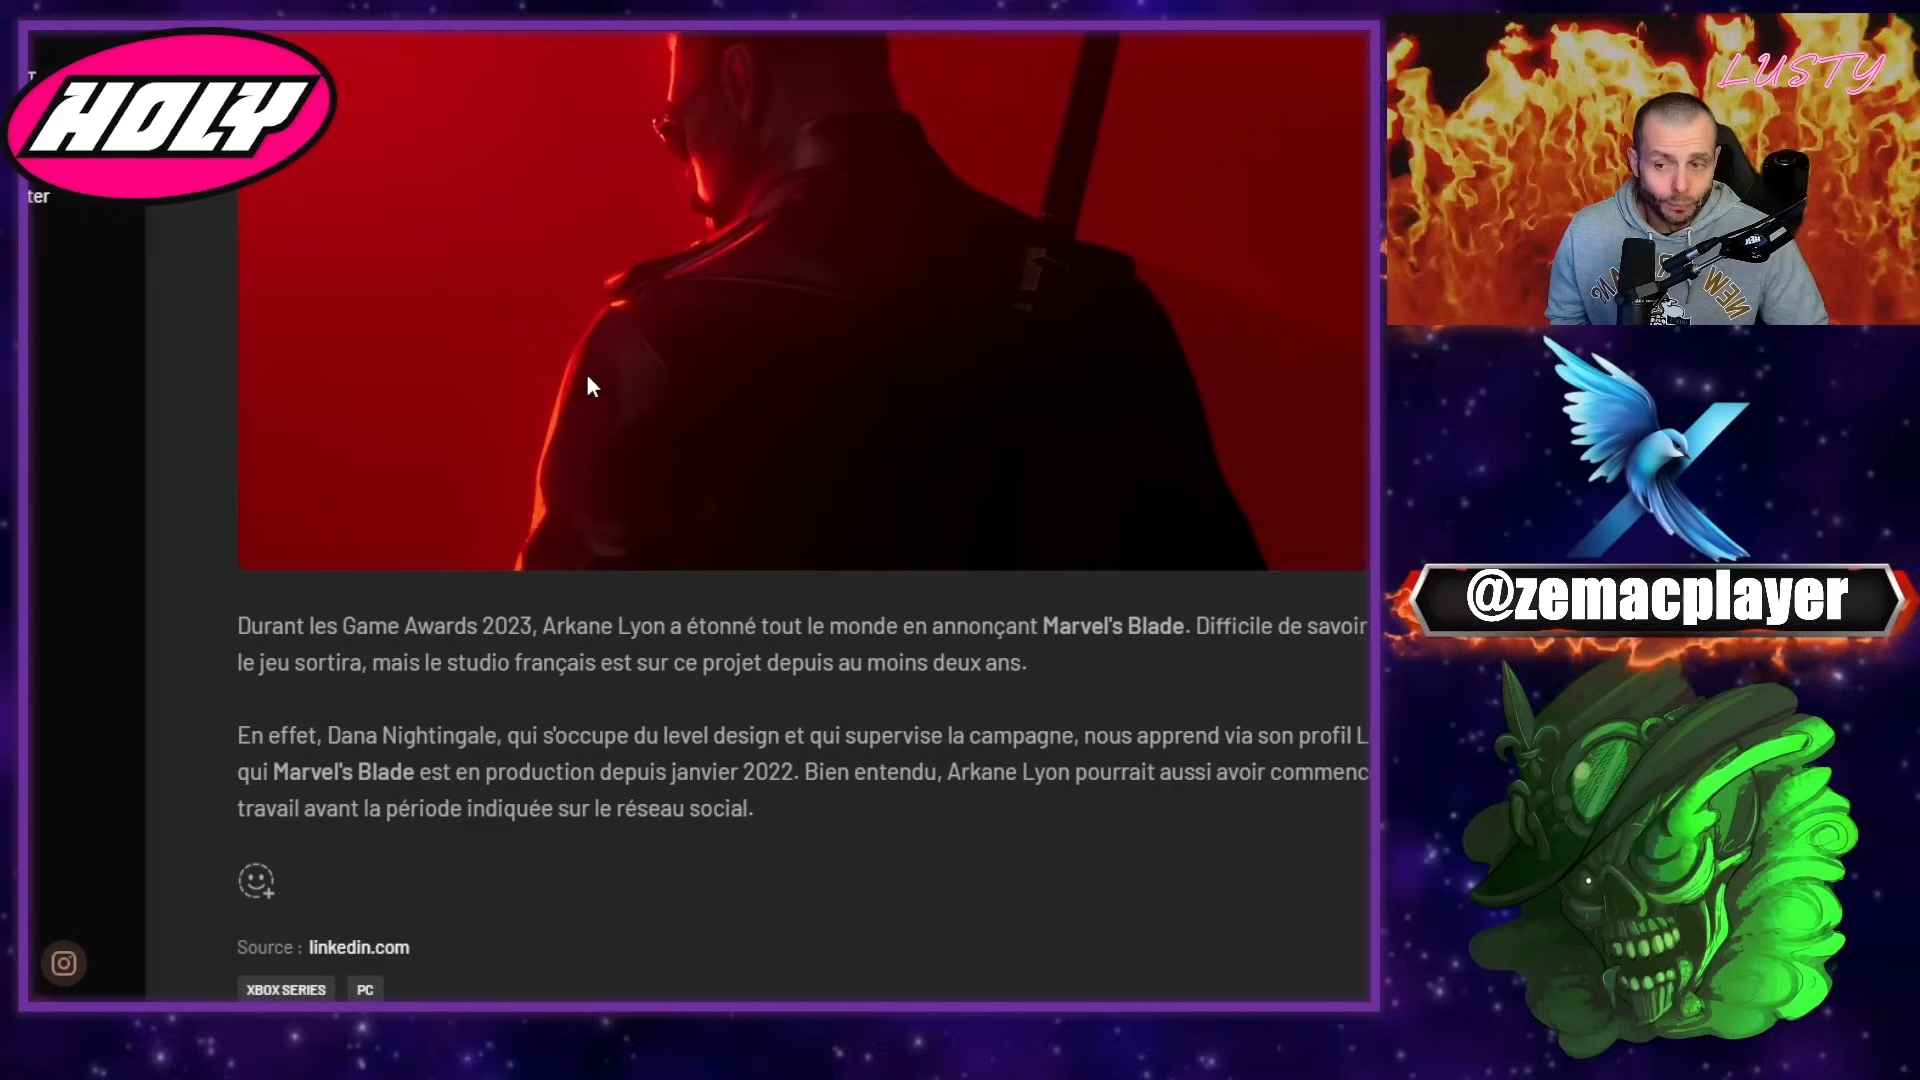 HOLY
T
ter
LUSTY
NEW
@zemacplayer
Durant les Game Awards 2023, Arkane Lyon a étonné tout le monde en annonçant Marvel's Blade. Difficile de savoir
le jeu sortira, mais le studio français est sur ce projet depuis au moins deux ans.
En effet, Dana Nightingale, qui s'occupe du level design et qui supervise la campagne, nous apprend via son profil L
qui Marvel's Blade est en production depuis janvier 2022. Bien entendu, Arkane Lyon pourrait aussi avoir commenc
travail avant la période indiquée sur le réseau social.
Source : linkedin.com
XBOX SERIES PC